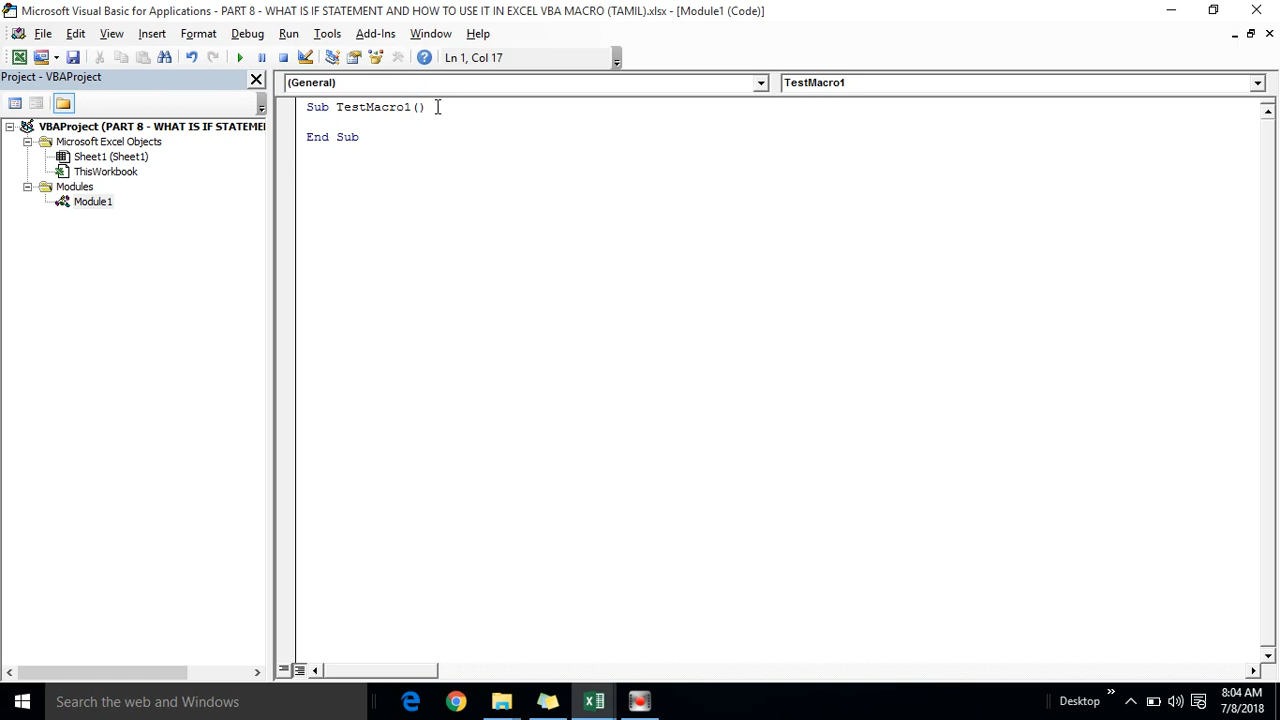 Microsoft Visual Basic for Applications - PART 8 - WHAT IS IF STATEMENT AND HOW TO USE IT IN EXCEL VBA MACRO (TAMIL).xlsx - [Module1 (Code)]
File Edit View Insert Format Debug Run Tools Add-Ins Window Help
Ln 1, Col 17
Project - VBAProject
(General) TestMacro1
VBAProject (PART 8 - WHAT IS IF STATEME
Microsoft Excel Objects
Sheet1 (Sheet1)
ThisWorkbook
Modules
Module1
Sub TestMacro1()
End Sub
Search the web and Windows
Desktop
8:04 AM
7/8/2018